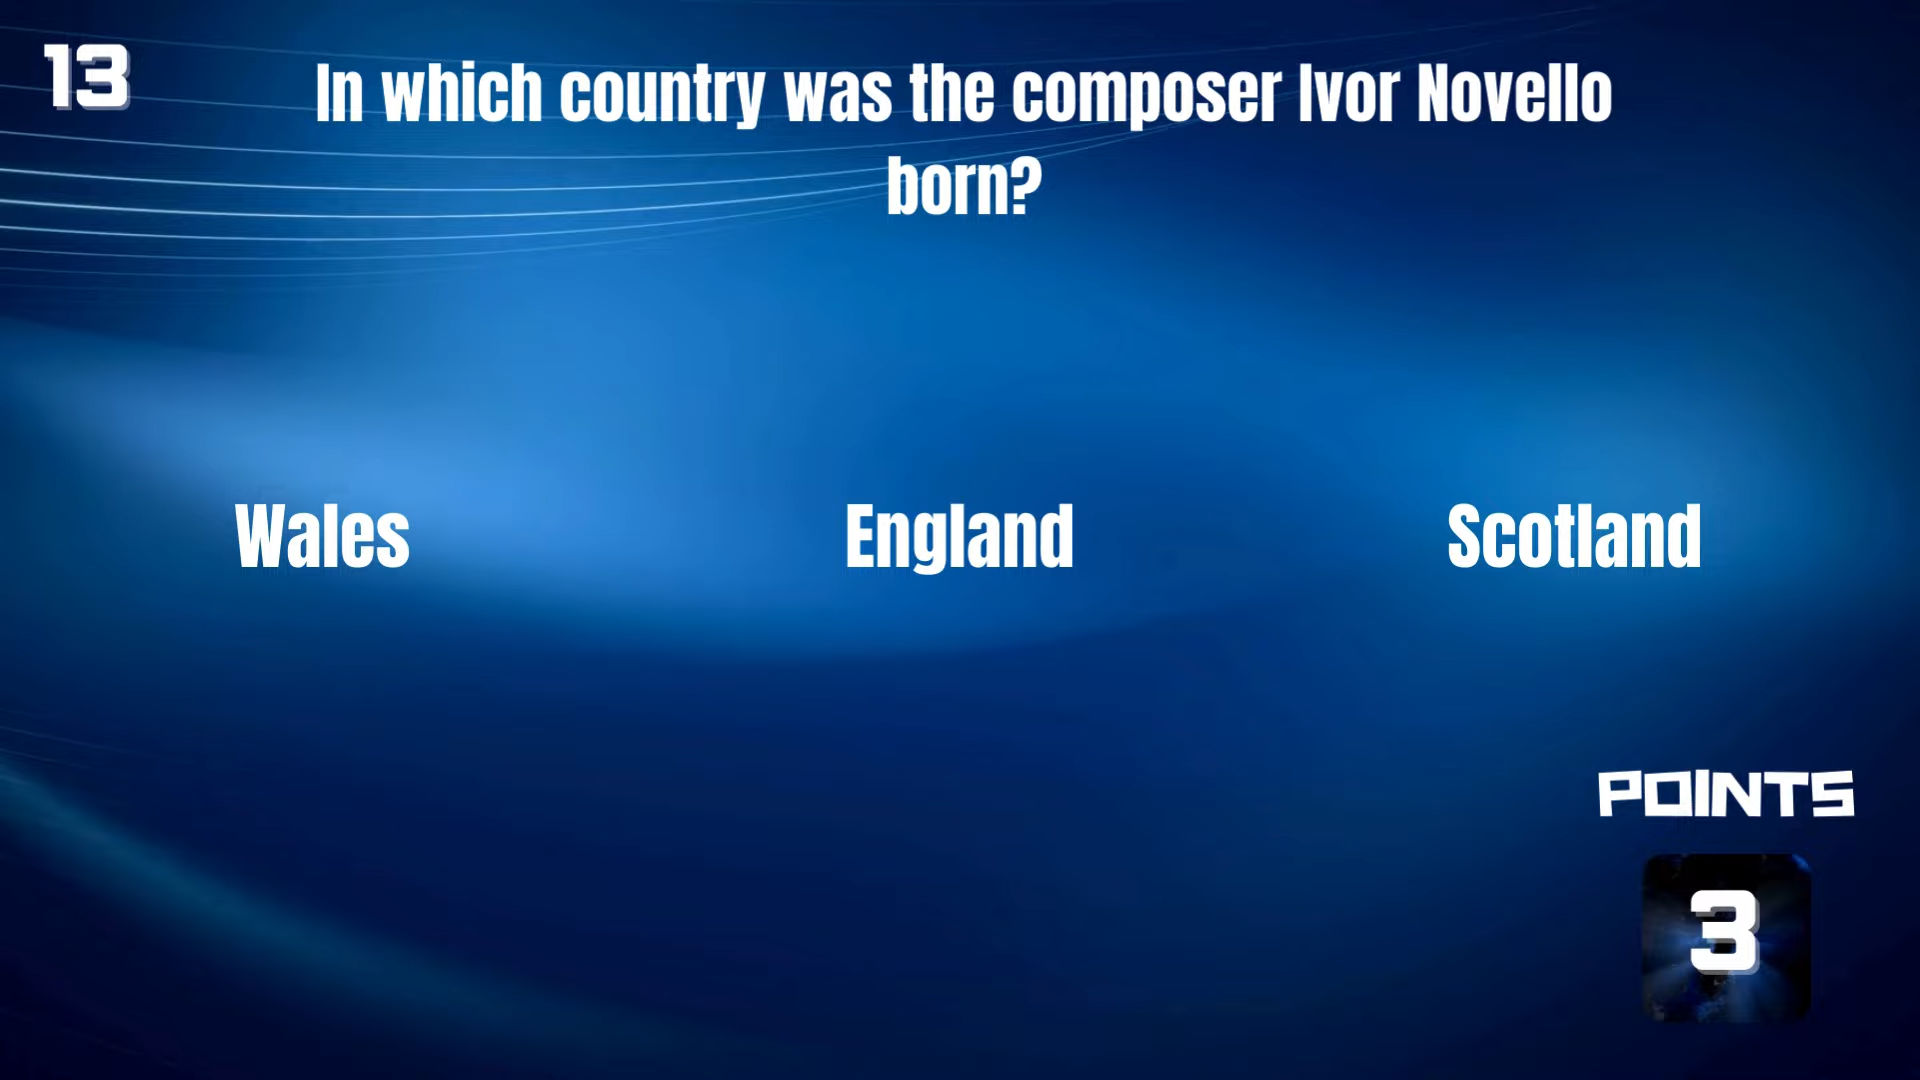 13
In which country was the composer Ivor Novello
born?
Wales
England
Scotland
POINTS
3